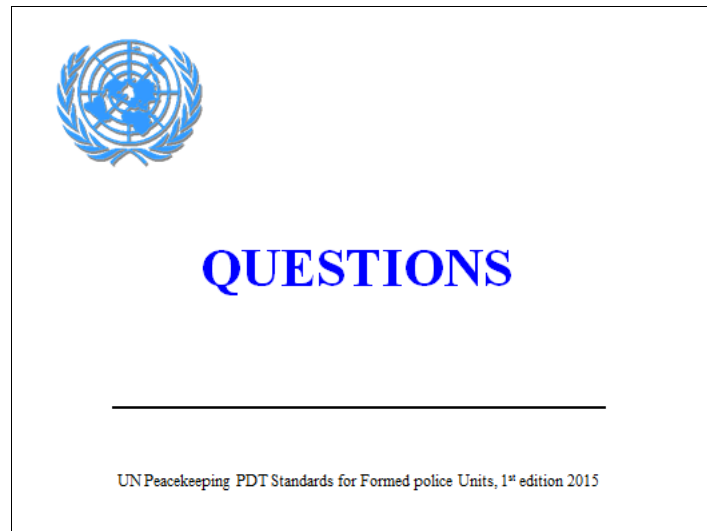 QUESTIONS
UN Peacekeeping PDT Standards for Formed police Units, 1st edition 2015